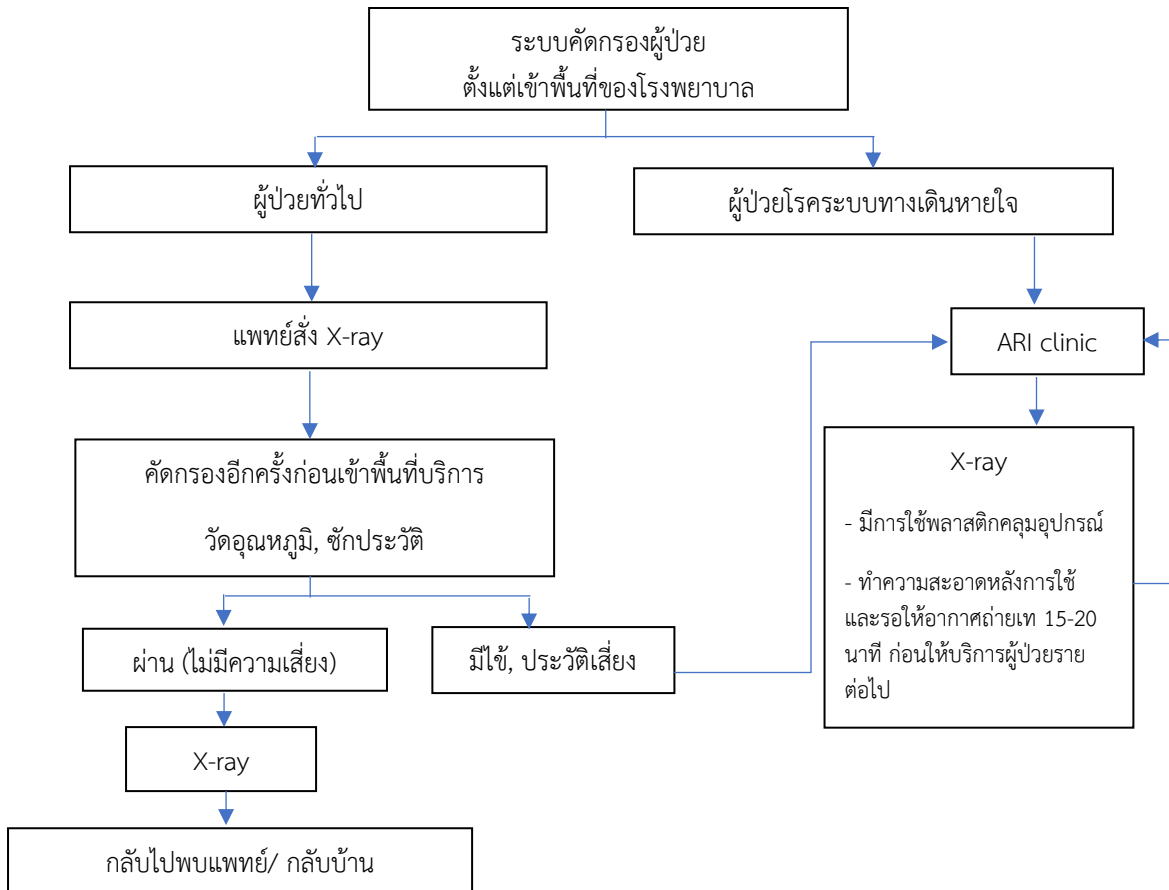 ระบบคัดกรองผู้ป่วย
ตั้งแต่เข้าพื้นที่ของโรงพยาบาล
ผู้ป่วยทั่วไป
ผู้ป่วยโรคระบบทางเดินหายใจ
แพทย์สั่ง X-ray
ARI clinic
คัดกรองอีกครั้งก่อนเข้าพื้นที่บริการ
วัดอุณหภูมิ, ซักประวัติ
X-ray
- มีการใช้พลาสติกคลุมอุปกรณ์
- ทำความสะอาดหลังการใช้
และรอให้อากาศถ่ายเท 15-20
นาที ก่อนให้บริการผู้ป่วยราย
ต่อไป
ผ่าน (ไม่มีความเสี่ยง)
มีไข้, ประวัติเสี่ยง
X-ray
กลับไปพบแพทย์/ กลับบ้าน